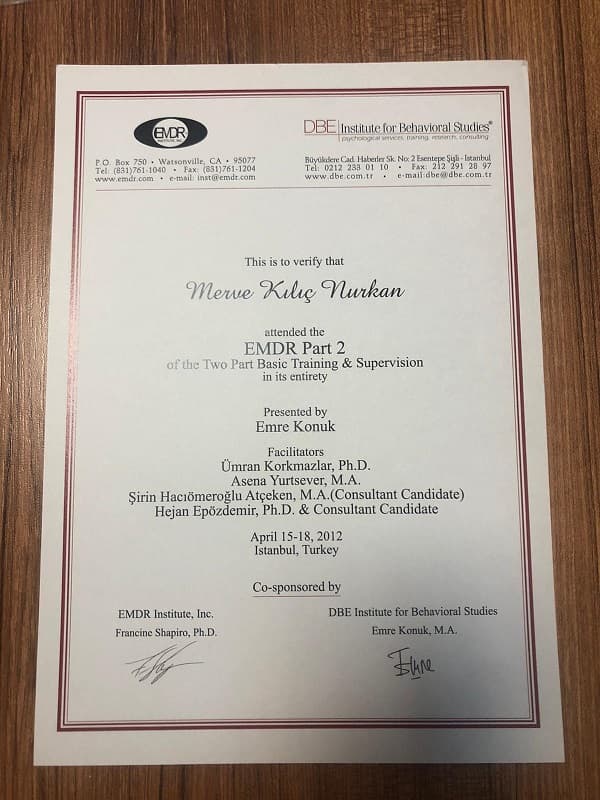 EMDR
INSTITUTE, INC.
P.O. Box 750 • Watsonville, CA • 95077
Tel: (831)761-1040 • Fax: (831)761-1204
www.emdr.com • e-mail: inst@emdr.com
DBE Institute for Behavioral Studies®
psychological services, training, research, consulting
Büyükdere Cad. Haberler Sk. No: 2 Esentepe Şişli - Istanbul
Tel: 0212 233 01 10 • Fax: 212 291 28 97
www.dbe.com.tr • e-mail:dbe@dbe.com.tr
This is to verify that
Merve Kılıç Nurkan
attended the
EMDR Part 2
of the Two Part Basic Training & Supervision
in its entirety
Presented by
Emre Konuk
Facilitators
Ümran Korkmazlar, Ph.D.
Asena Yurtsever, M.A.
Şirin Hacıömeroğlu Atçeken, M.A.(Consultant Candidate)
Hejan Epözdemir, Ph.D. & Consultant Candidate
April 15-18, 2012
Istanbul, Turkey
Co-sponsored by
EMDR Institute, Inc.
Francine Shapiro, Ph.D.
DBE Institute for Behavioral Studies
Emre Konuk, M.A.